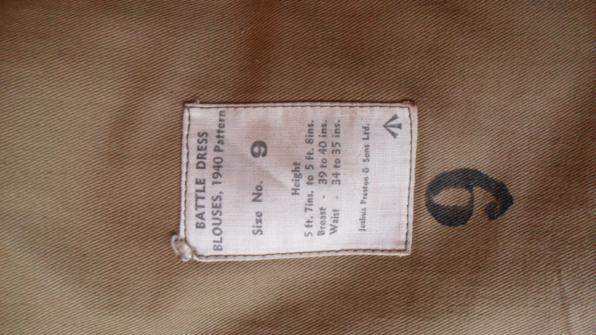 BATTLE DRESS
BLOUSES, 1940 Pattern
Size No. 9
Height
5 ft. 7ins. to 5 ft. 8ins.
Breast - 39 to 40 ins.
Waist - 34 to 35 ins.
Joshua Preston & Sons Ltd.
9